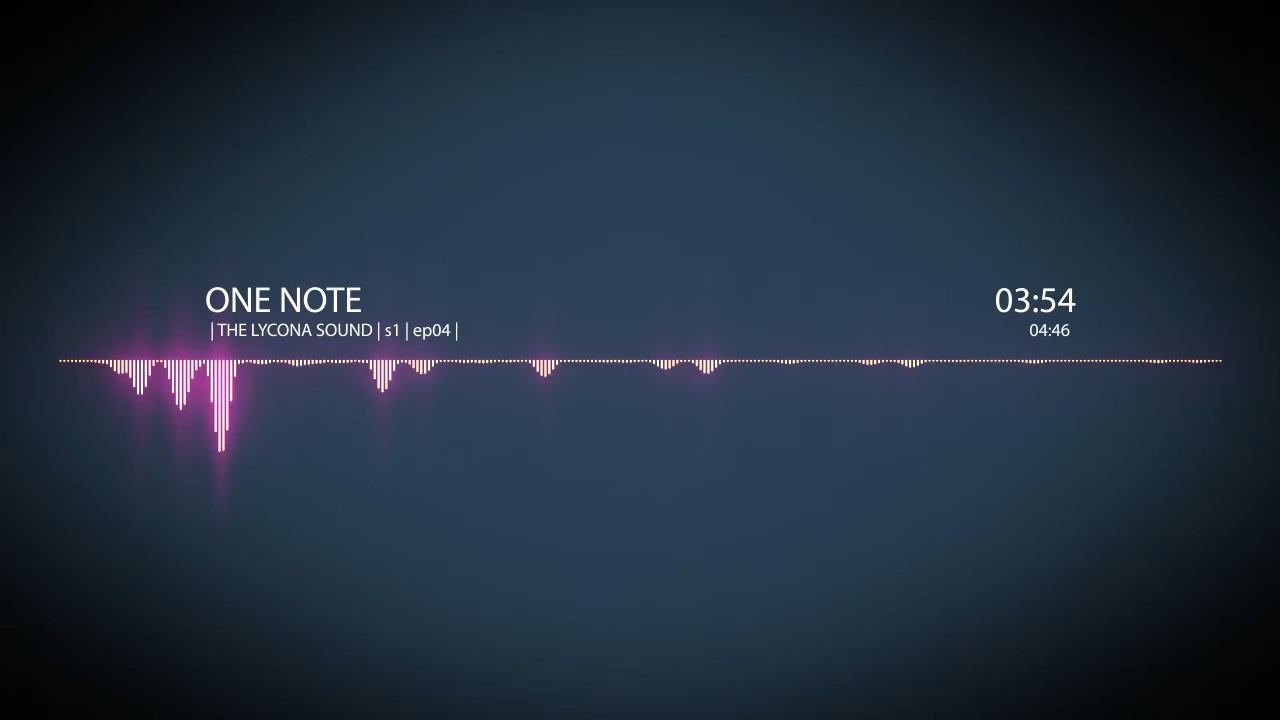 ONE NOTE
| THE LYCONA SOUND | s1 | ep04 |
03:54
04:46